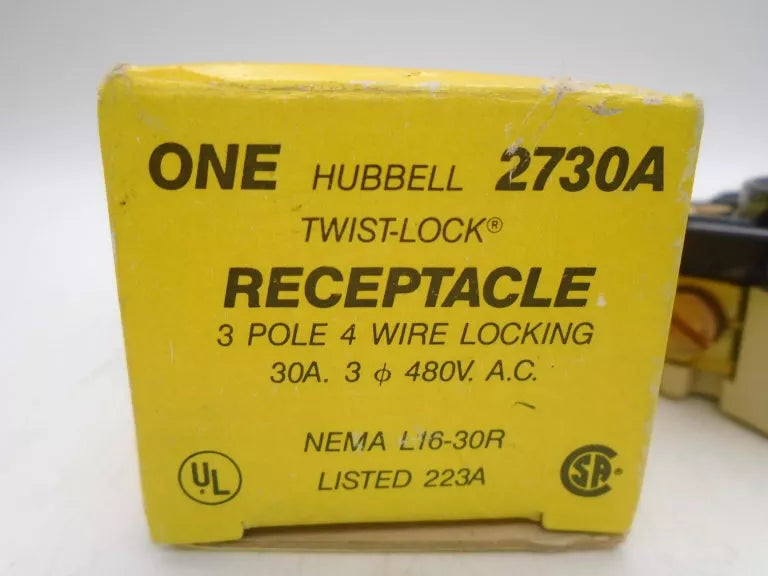 ONE HUBBELL 2730A
TWIST-LOCK®
RECEPTACLE
3 POLE 4 WIRE LOCKING
30A. 3 ϕ 480V. A.C.
NEMA L16-30R
UL LISTED 223A SA®